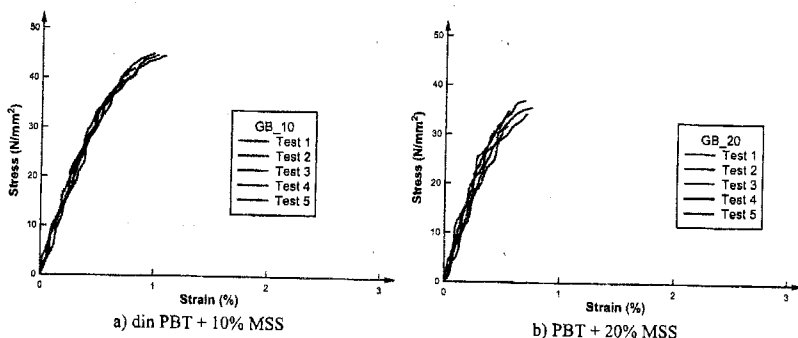 50
40
30
20
10
0
Stress (N/mm²)
GB_10
Test 1
Test 2
Test 3
Test 4
Test 5
0 1 2 3
Strain (%)
a) din PBT + 10% MSS
50
40
30
20
10
0
Stress (N/mm²)
GB_20
Test 1
Test 2
Test 3
Test 4
Test 5
0 1 2 3
Strain (%)
b) PBT + 20% MSS